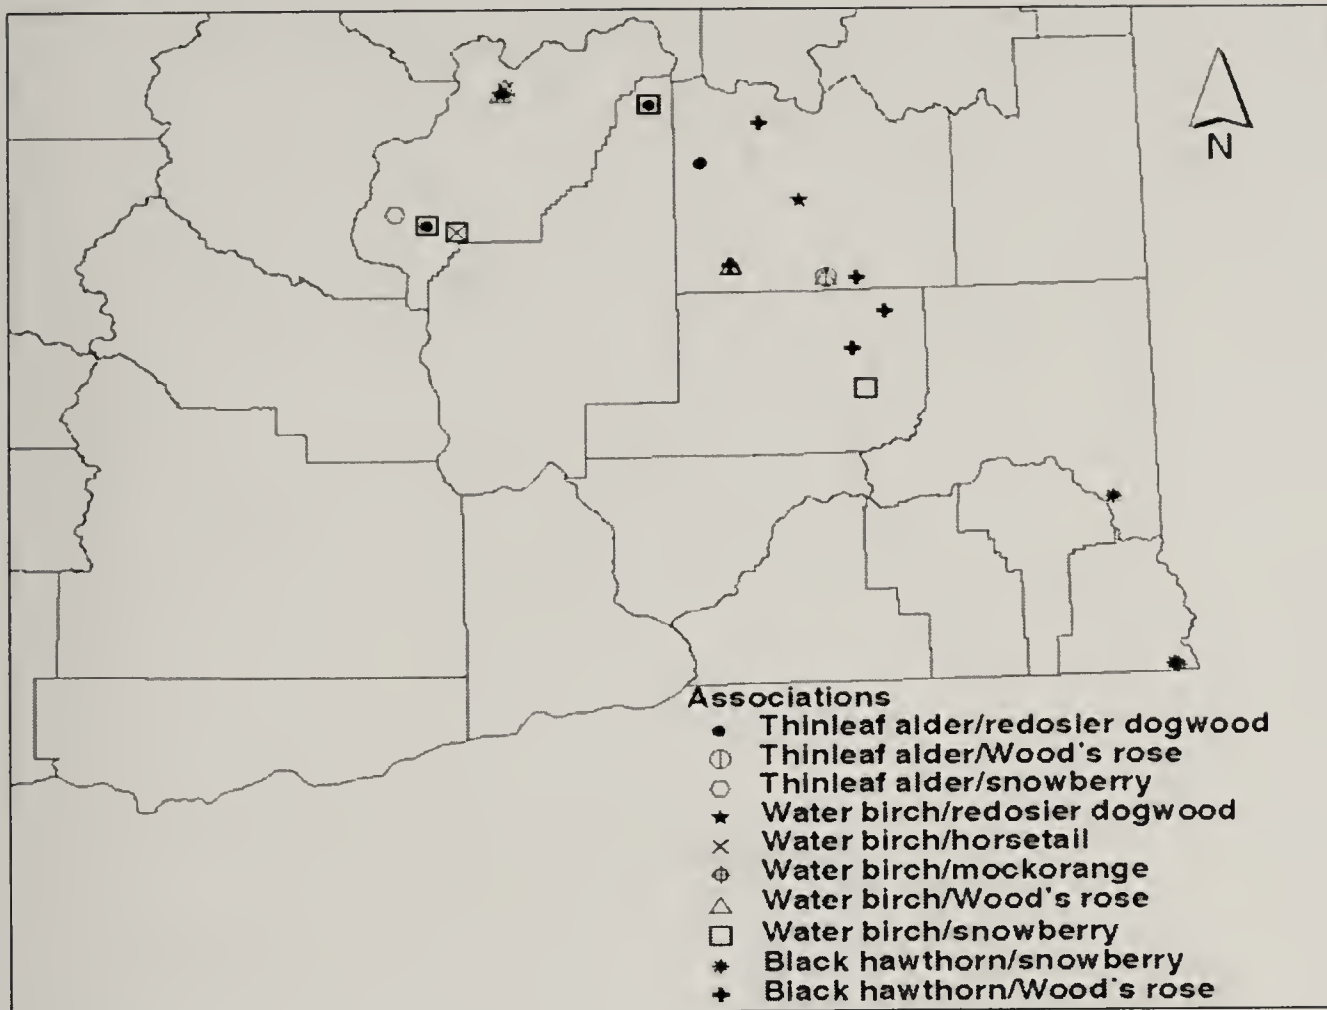 N
Associations
Thinleaf alder/redosier dogwood
Thinleaf alder/Wood's rose
Thinleaf alder/snowberry
Water birch/redosier dogwood
Water birch/horsetail
Water birch/mockorange
Water birch/Wood's rose
Water birch/snowberry
Black hawthorn/snowberry
Black hawthorn/Wood's rose